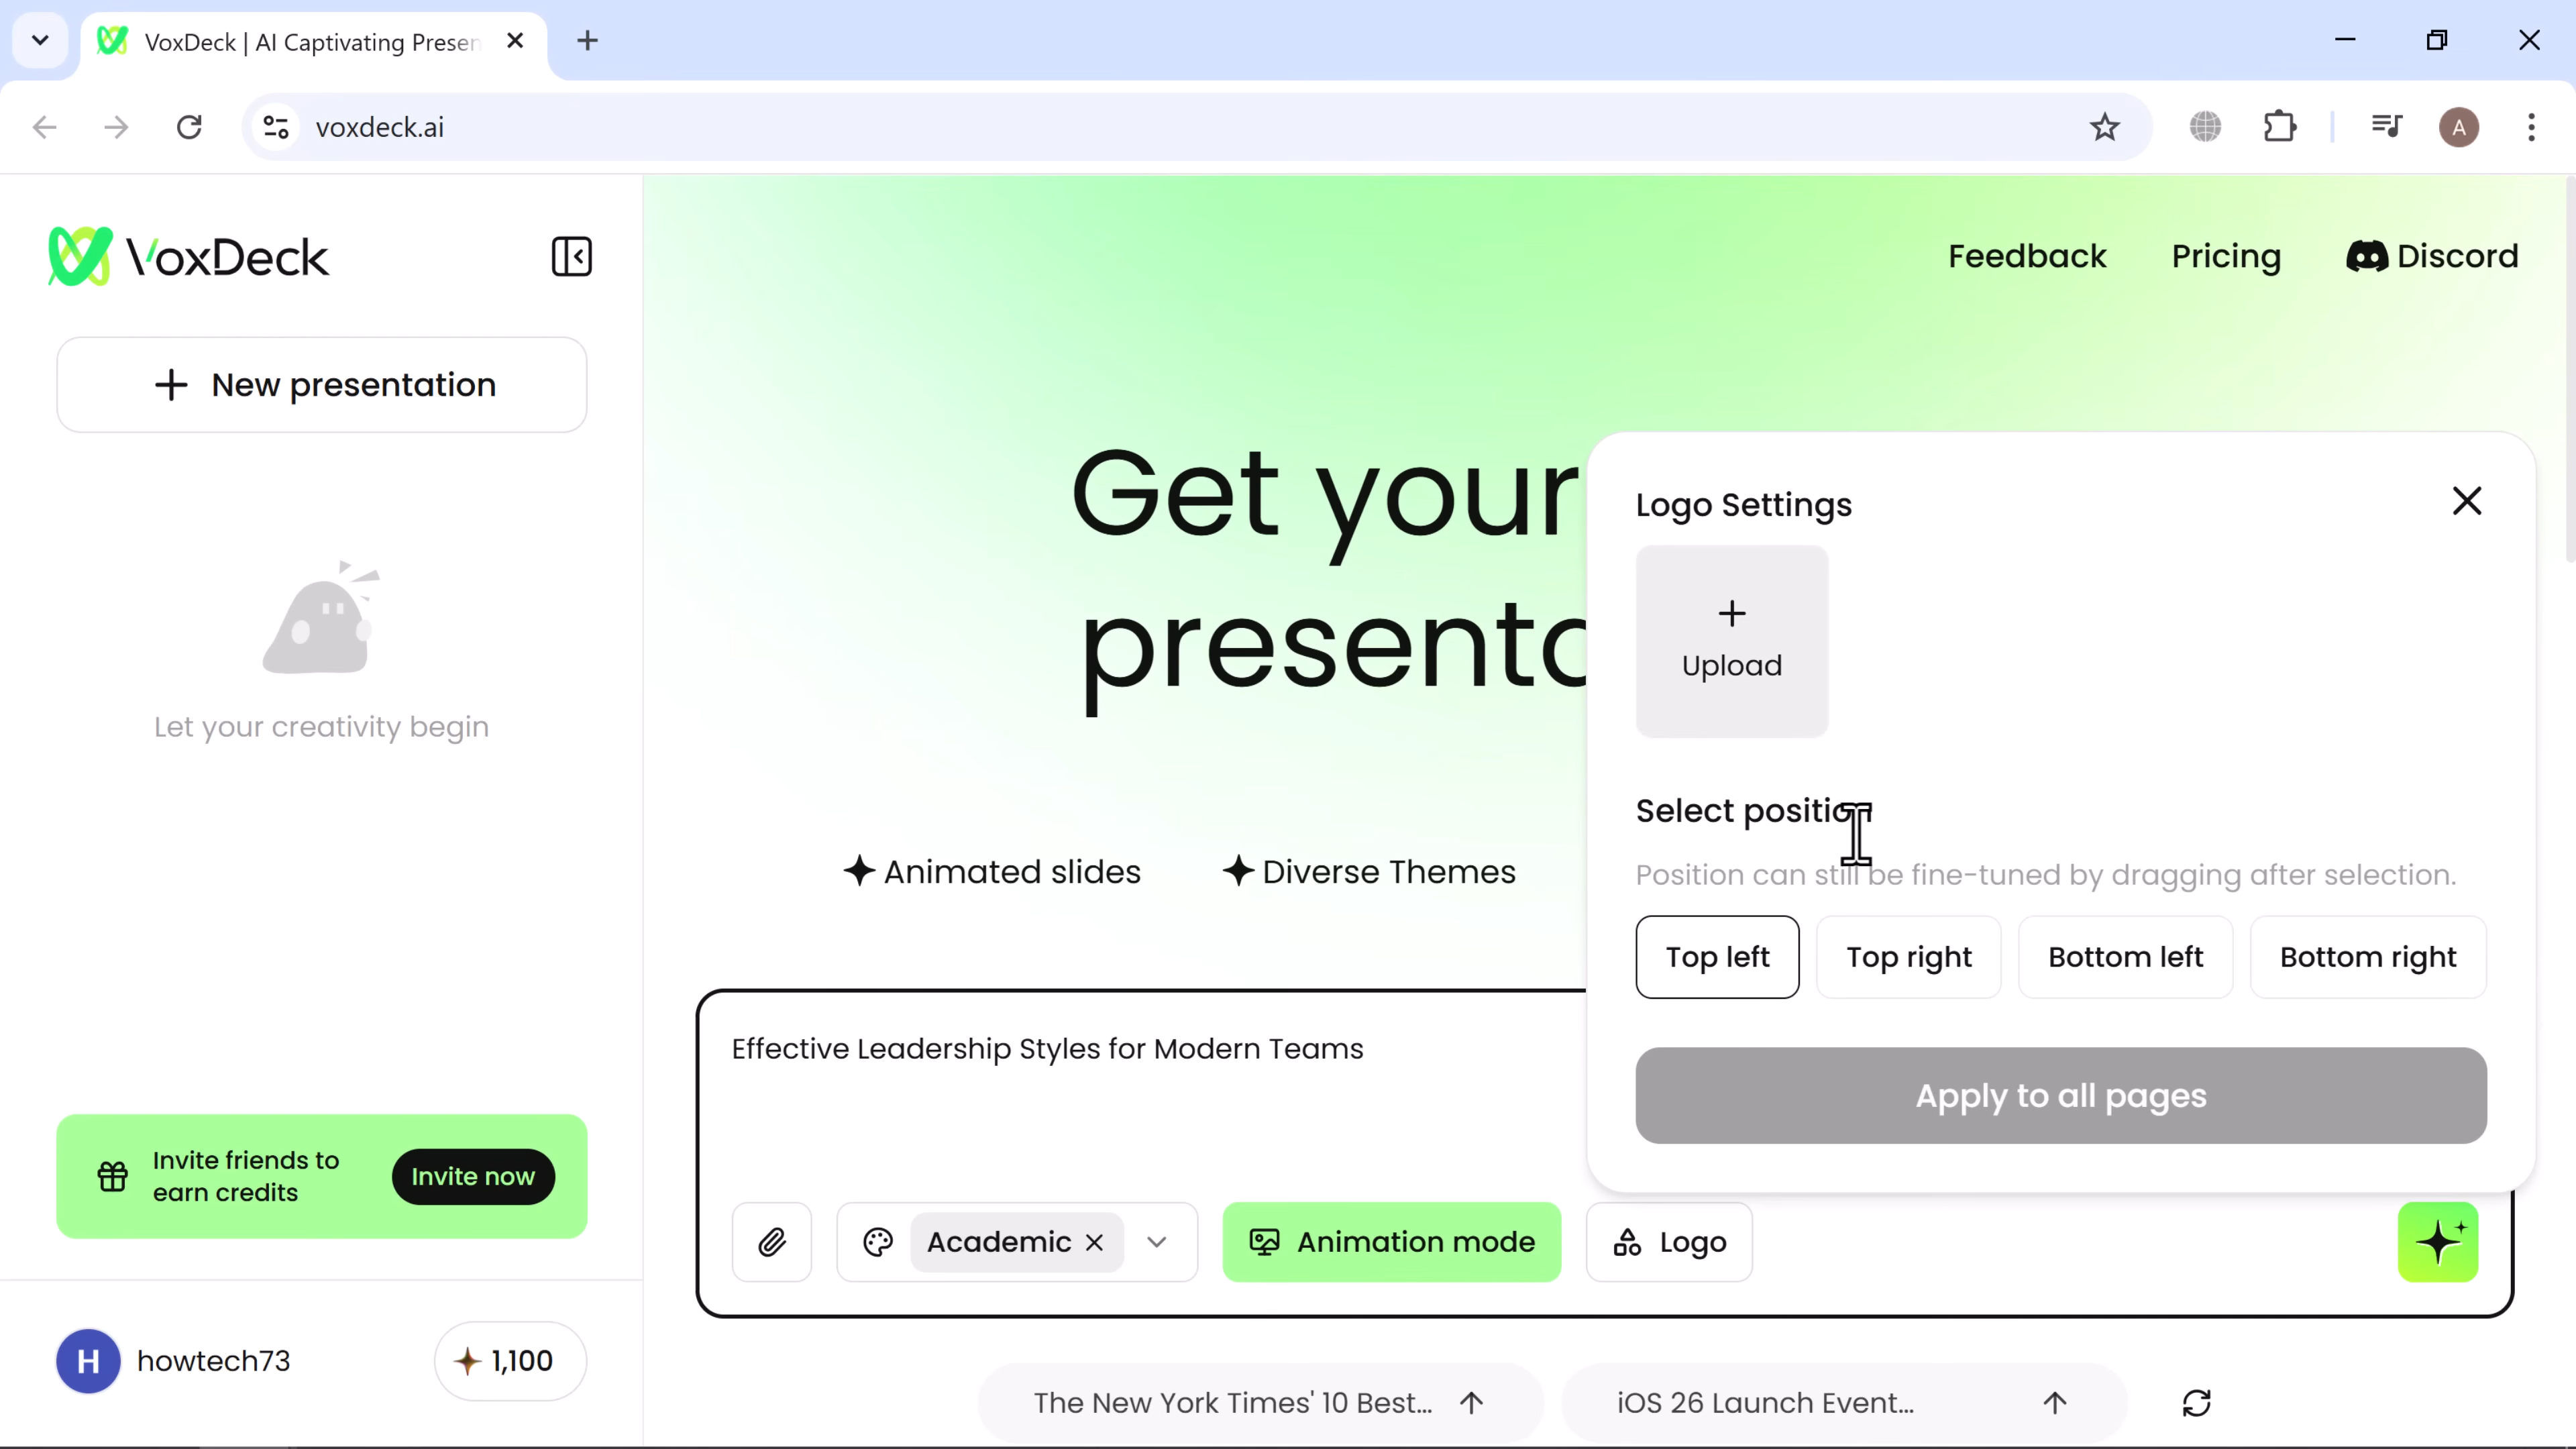 VoxDeck | AI Captivating Presen
voxdeck.ai
A
VoxDeck
Feedback
Pricing
Discord
New presentation
Let your creativity begin
Get your
presenta
Animated slides
Diverse Themes
Logo Settings
Upload
Select position
Position can still be fine-tuned by dragging after selection.
Top left
Top right
Bottom left
Bottom right
Apply to all pages
Effective Leadership Styles for Modern Teams
Academic
Animation mode
Logo
Invite friends to
earn credits
Invite now
H
howtech73
1,100
The New York Times' 10 Best...
iOS 26 Launch Event...